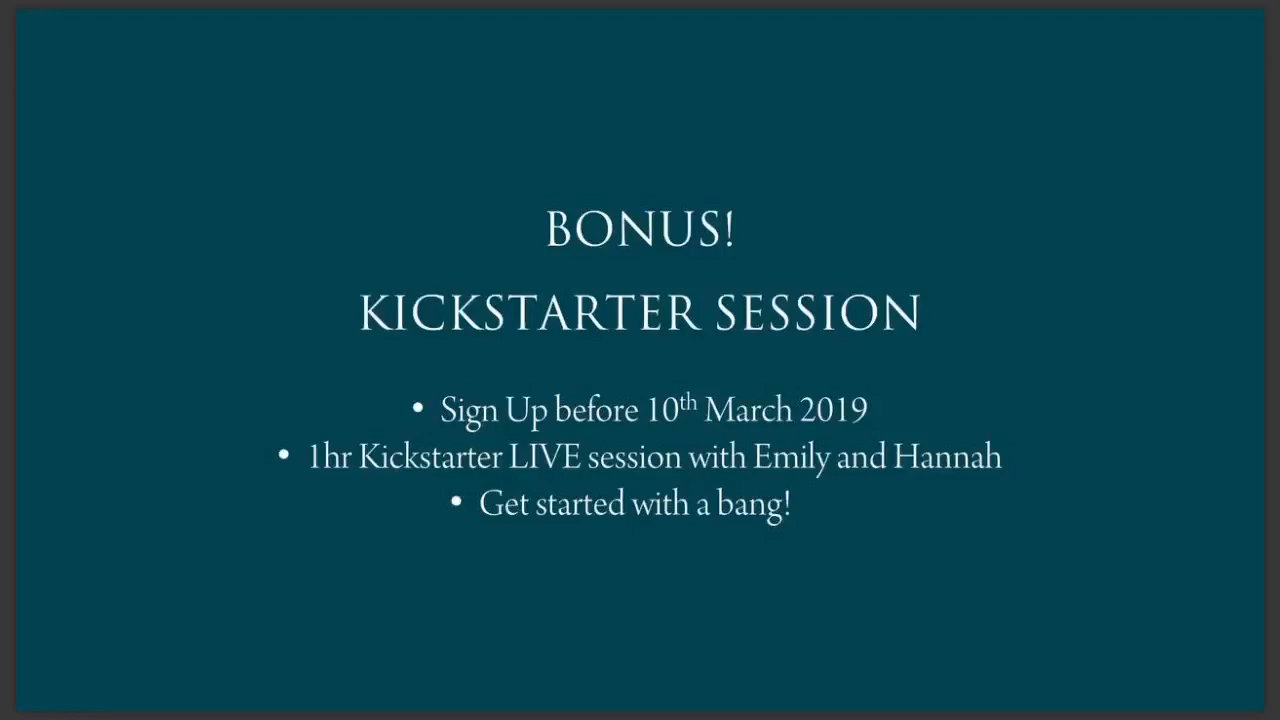 BONUS!
KICKSTARTER SESSION
• Sign Up before 10th March 2019
• 1hr Kickstarter LIVE session with Emily and Hannah
• Get started with a bang!